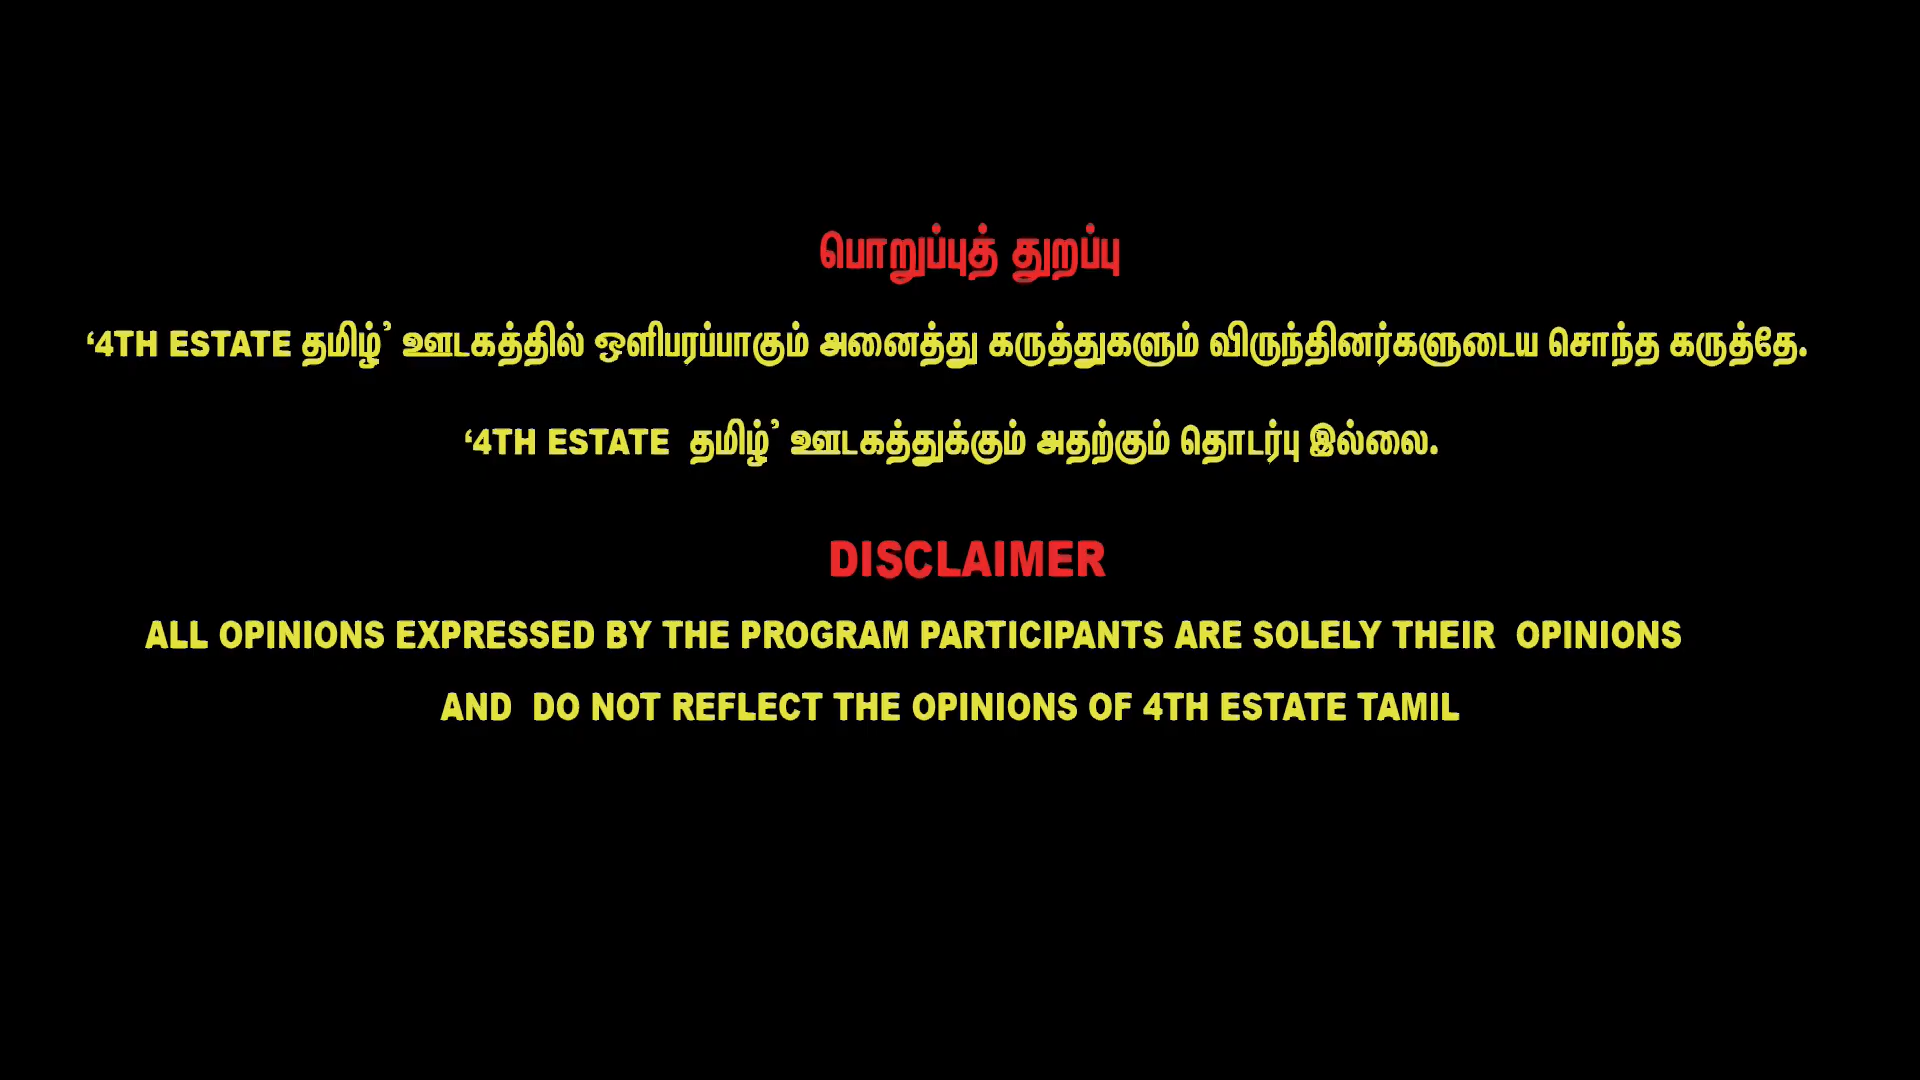 பொறுப்புத் துறப்பு
‘4TH ESTATE தமிழ்’ ஊடகத்தில் ஒளிபரப்பாகும் அனைத்து கருத்துகளும் விருந்தினர்களுடைய சொந்த கருத்தே.
‘4TH ESTATE தமிழ்’ ஊடகத்துக்கும் அதற்கும் தொடர்பு இல்லை.
DISCLAIMER
ALL OPINIONS EXPRESSED BY THE PROGRAM PARTICIPANTS ARE SOLELY THEIR OPINIONS
AND DO NOT REFLECT THE OPINIONS OF 4TH ESTATE TAMIL